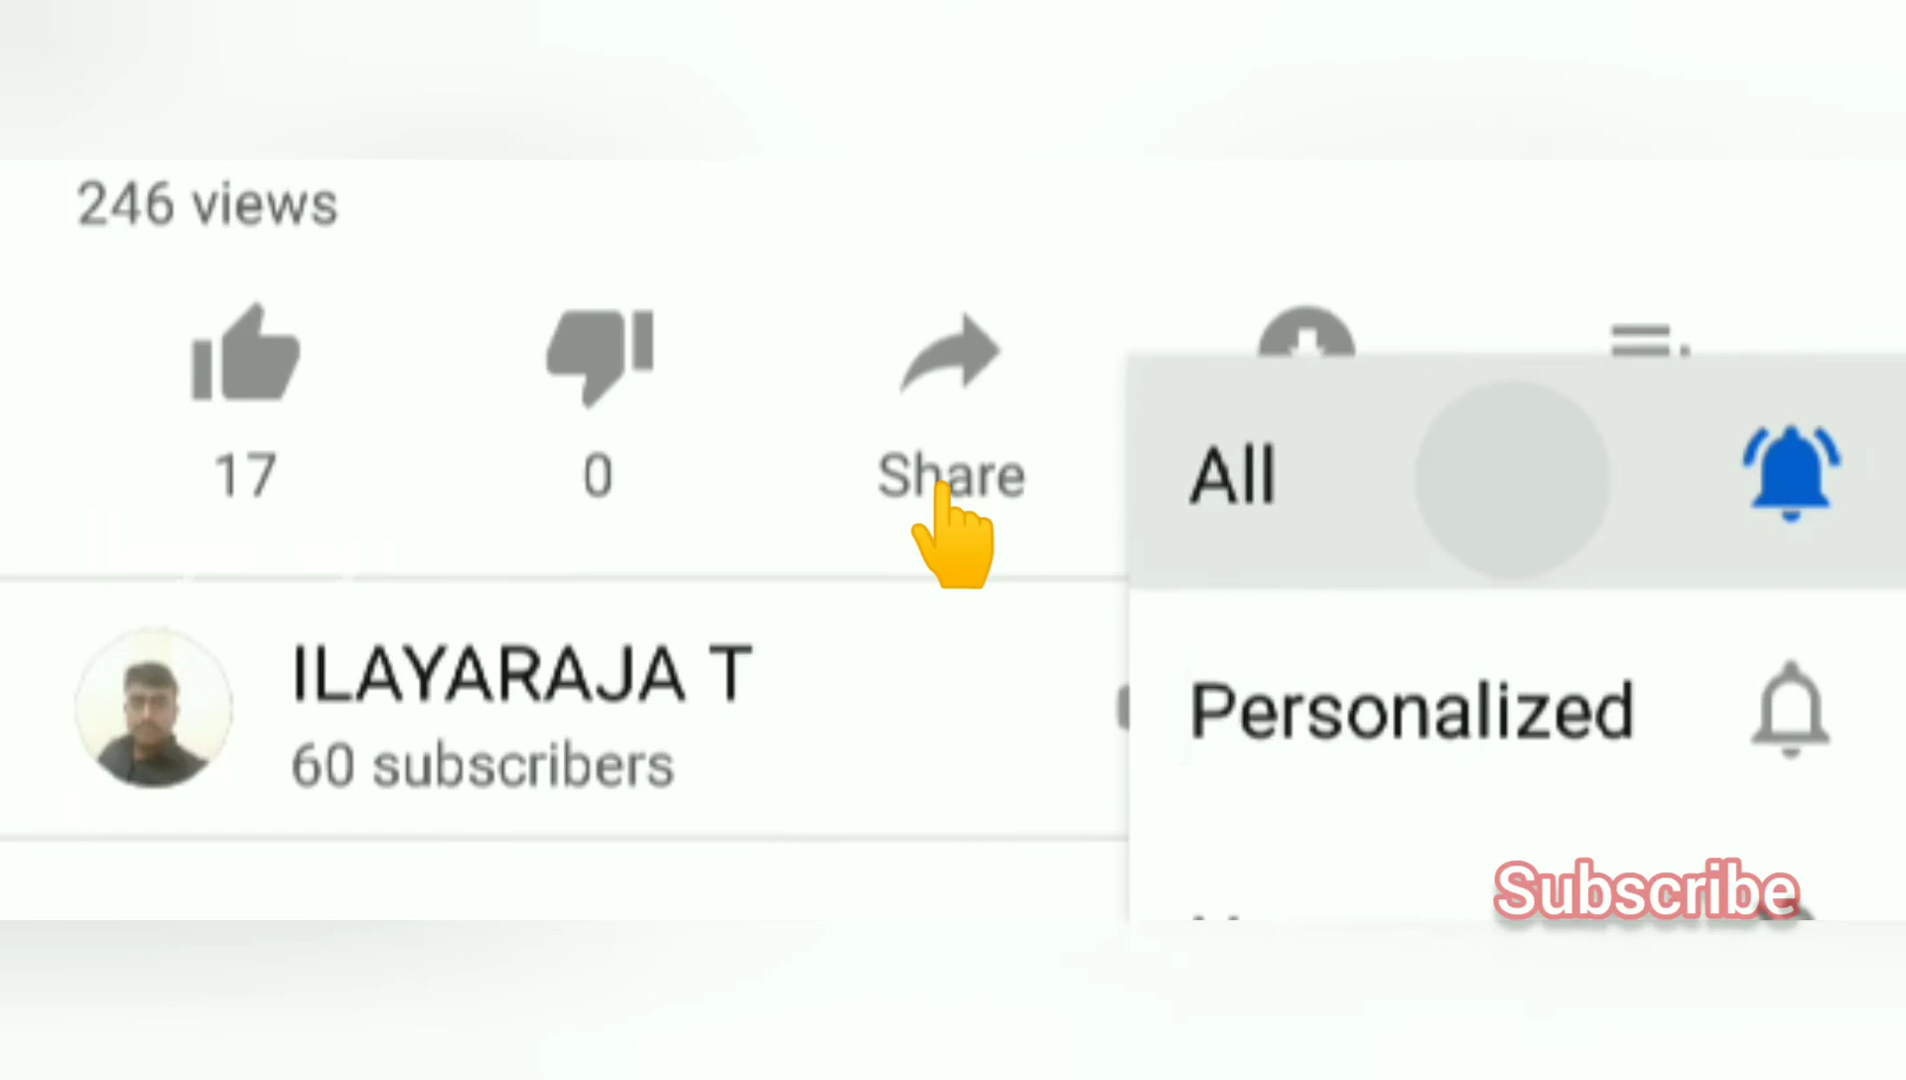 246 views
17
0
Share
All
ILAYARAJA T
60 subscribers
Personalized
Subscribe